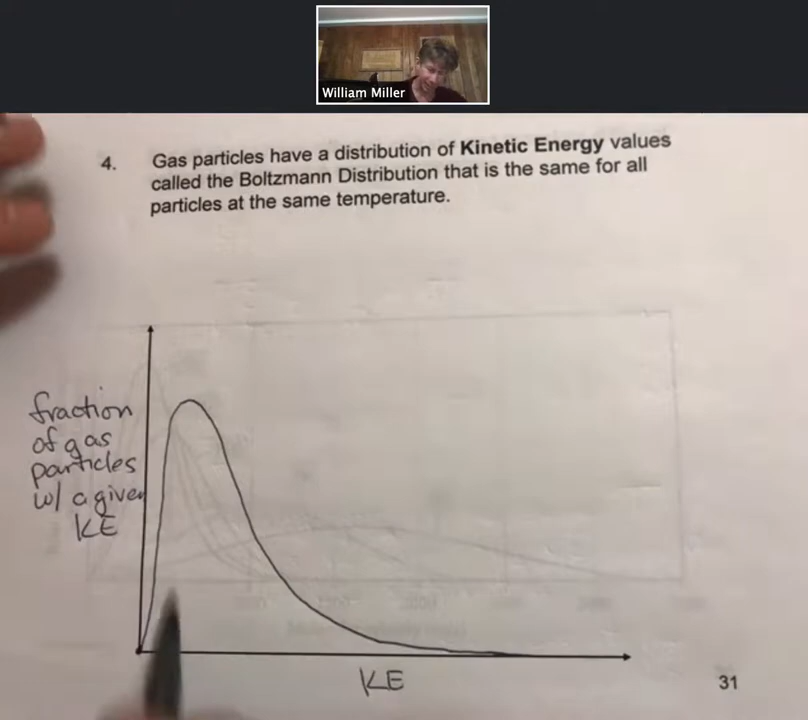 William Miller
4. Gas particles have a distribution of Kinetic Energy values
called the Boltzmann Distribution that is the same for all
particles at the same temperature.
fraction
of gas
particles
w/ a given
KE
KE
31